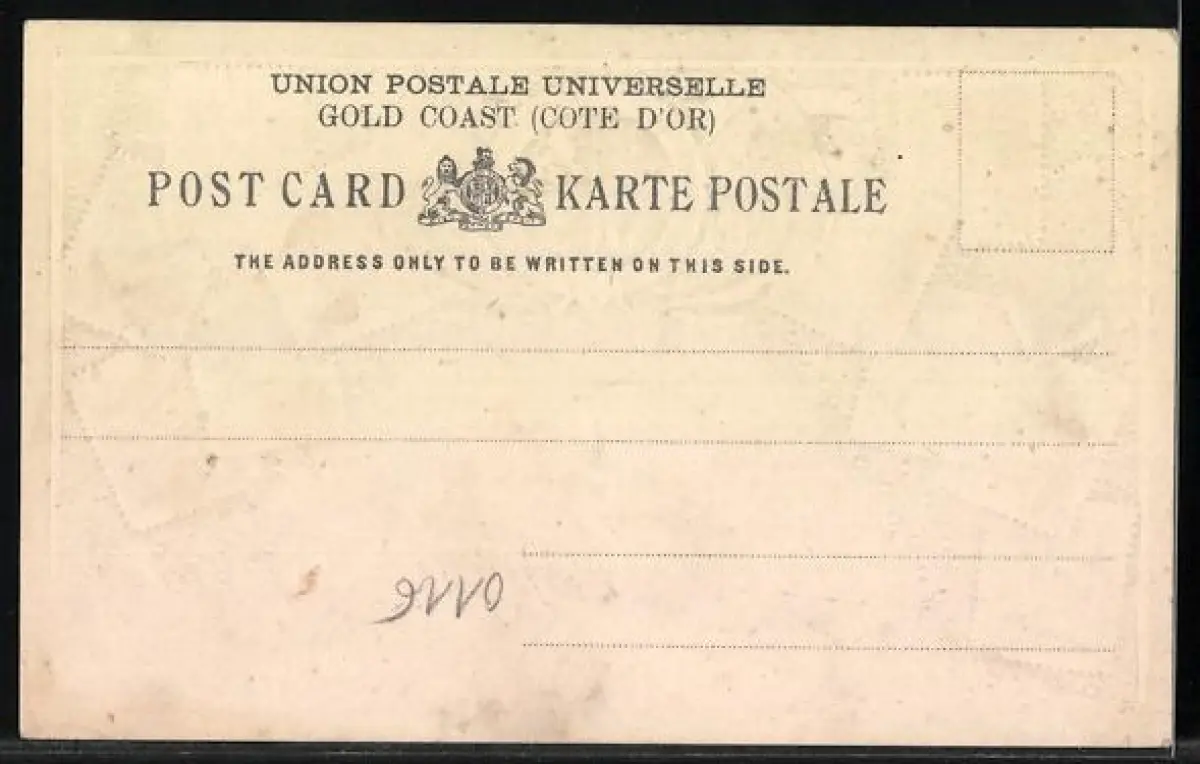 UNION POSTALE UNIVERSELLE
GOLD COAST (COTE D'OR)
POST CARD KARTE POSTALE
THE ADDRESS ONLY TO BE WRITTEN ON THIS SIDE.